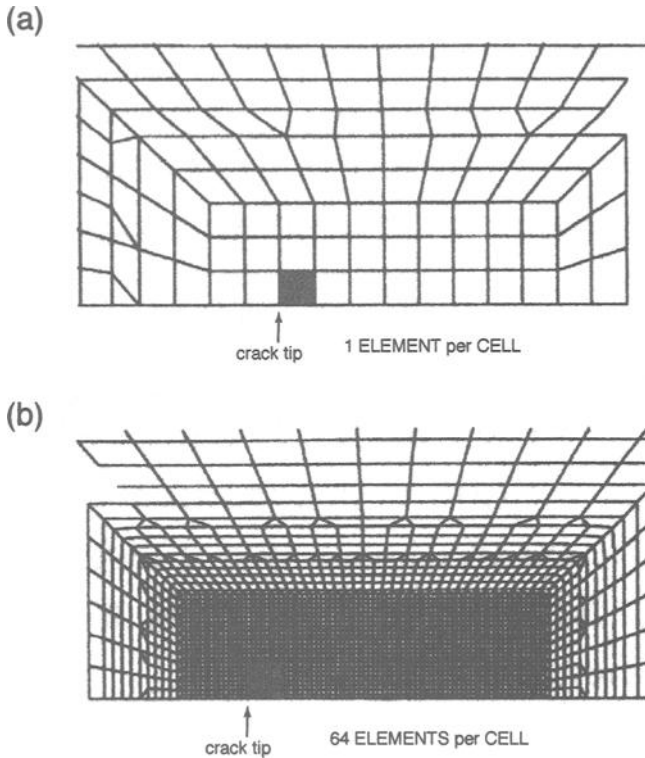 (a)
crack tip
1 ELEMENT per CELL
(b)
crack tip
64 ELEMENTS per CELL